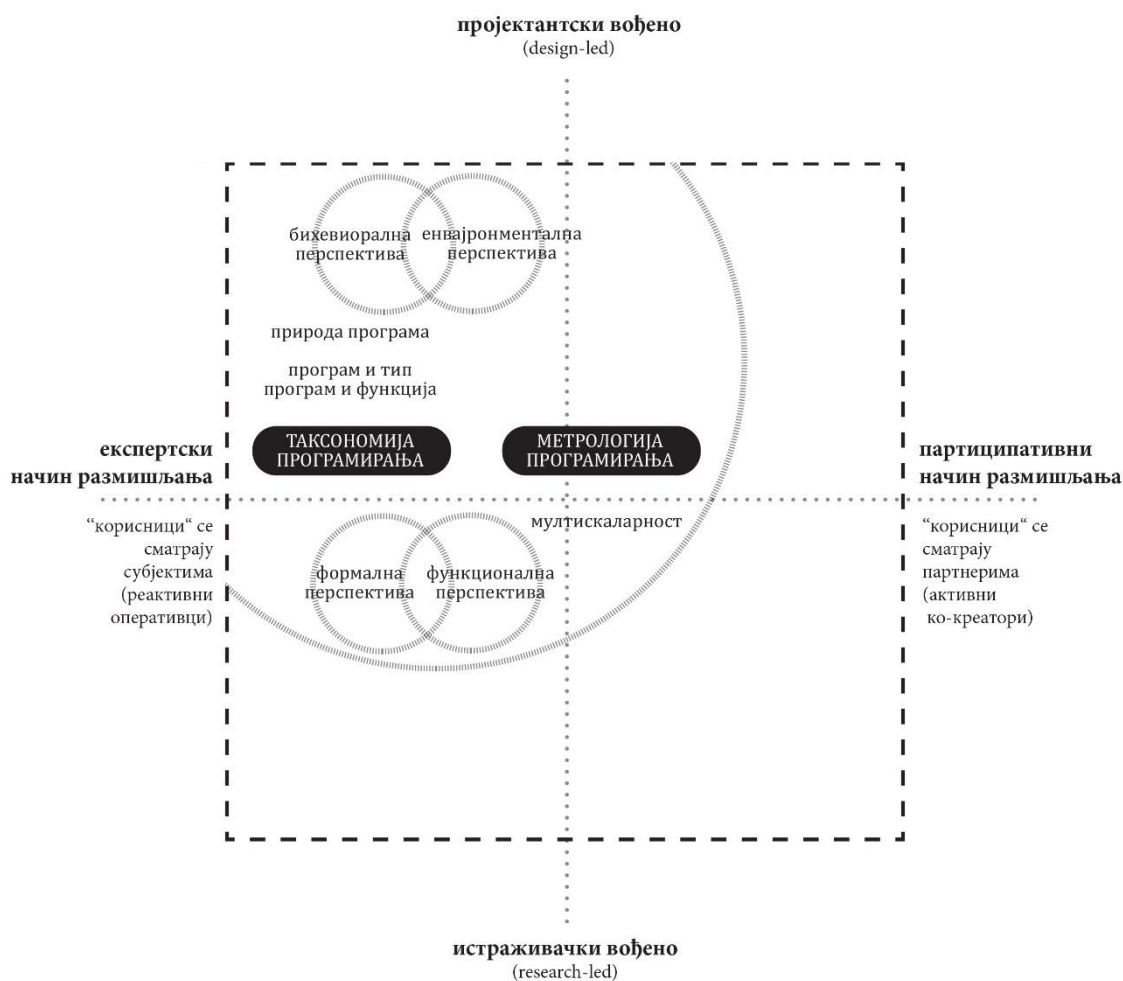 пројектантски вођено
(design-led)
бихевиорална
перспектива
енвајронментална
перспектива
природа програма
програм и тип
програм и функција
ТАКСОНОМИЈА
ПРОГРАМИРАЊА
МЕТРОЛОГИЈА
ПРОГРАМИРАЊА
експертски
начин размишљања
партиципативни
начин размишљања
“корисници“ се
сматрају
субјектима
(реактивни
оперативци)
мултискаларност
формална
перспектива
функционална
перспектива
“корисници“ се
сматрају
партнерима
(активни
ко-креатори)
истраживачки вођено
(research-led)